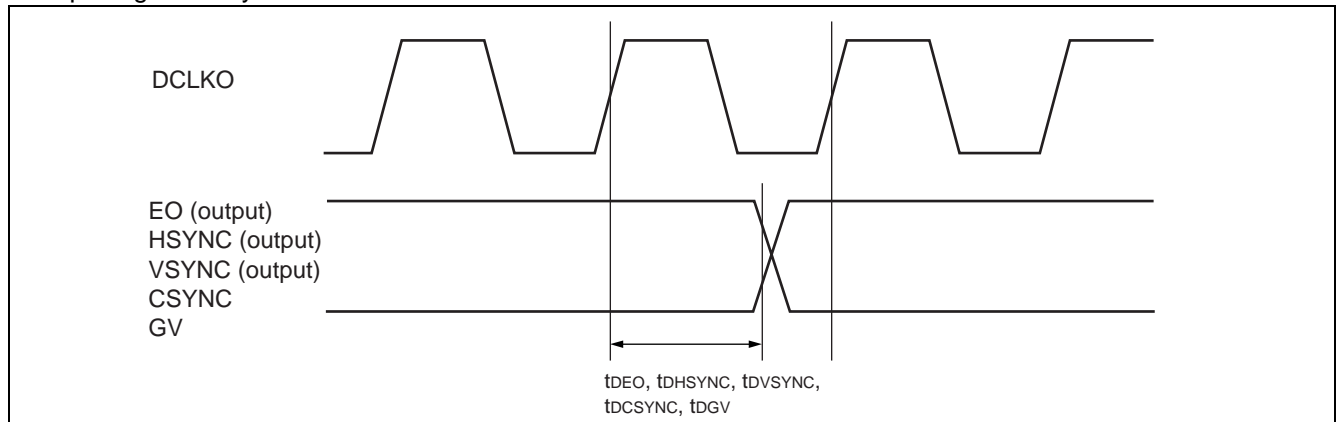 DCLKO
EO (output)
HSYNC (output)
VSYNC (output)
CSYNC
GV
tDEO, tDHSYNC, tDVSYNC,
tDCSYNC, tDGV